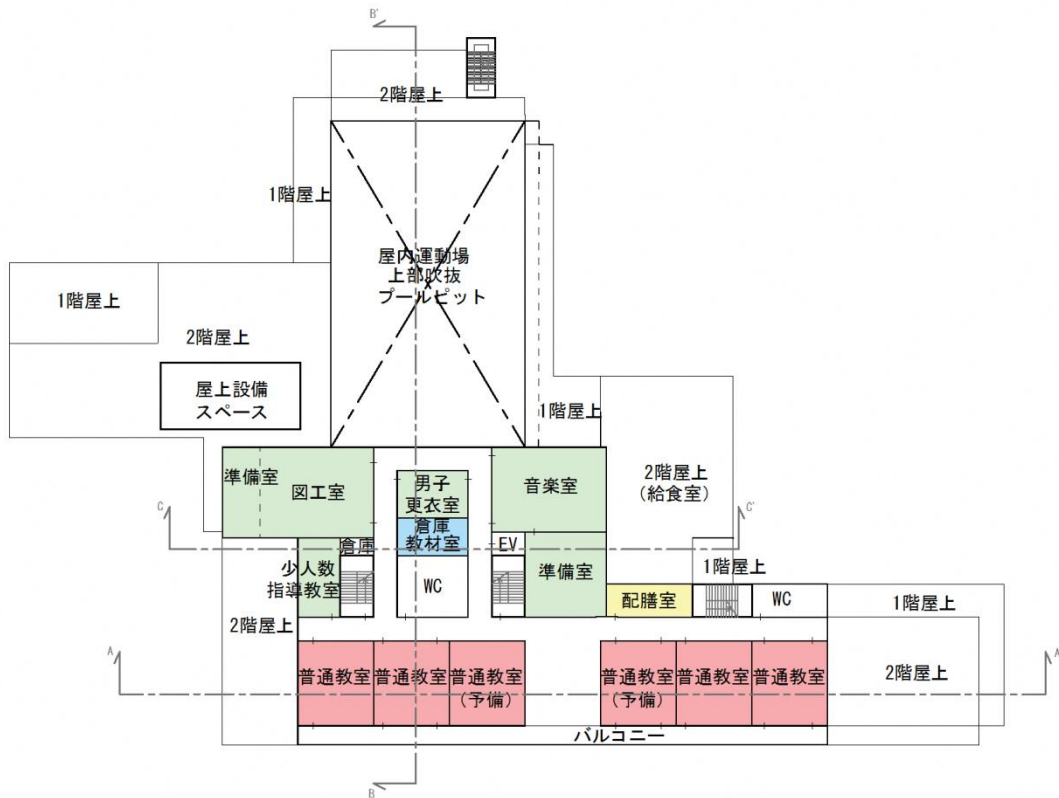 B'
2階屋上
1階屋上
屋内運動場
上部吹抜
プールピット
1階屋上
2階屋上
屋上設備
スペース
1階屋上
2階屋上
(給食室)
準備室
図工室
男子
更衣室
音楽室
C
C'
倉庫
倉庫
教材室
EV
少人数
指導教室
WC
準備室
1階屋上
配膳室
WC
1階屋上
2階屋上
A
A
普通教室
普通教室
普通教室
(予備)
普通教室
(予備)
普通教室
普通教室
2階屋上
バルコニー
B